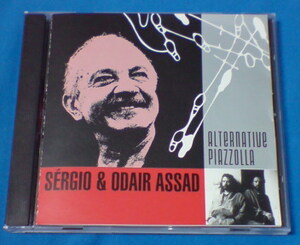 ALTERNATIVE
PIAZZOLLA
SÉRGIO & ODAIR ASSAD